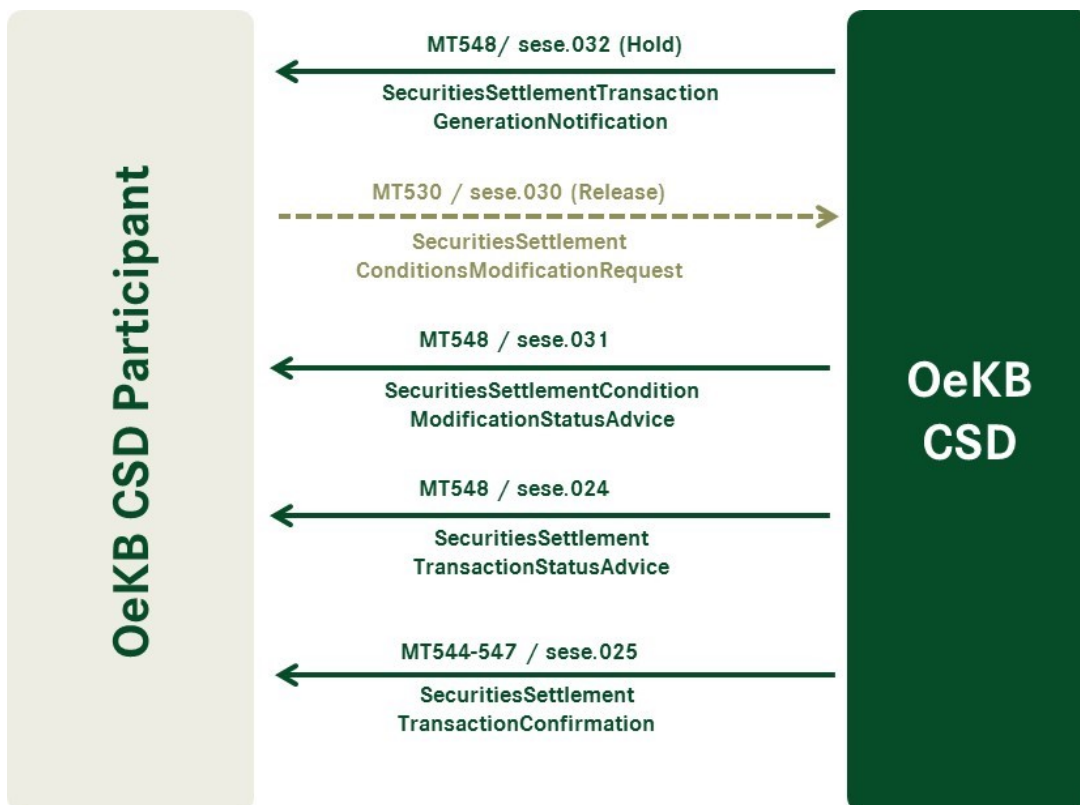 OeKB CSD Participant
MT548/ sese.032 (Hold)
SecuritiesSettlementTransaction
GenerationNotification
MT530 / sese.030 (Release)
SecuritiesSettlement
ConditionsModificationRequest
MT548 / sese.031
SecuritiesSettlementCondition
ModificationStatusAdvice
MT548 / sese.024
SecuritiesSettlement
TransactionStatusAdvice
MT544-547 / sese.025
SecuritiesSettlement
TransactionConfirmation
OeKB
CSD